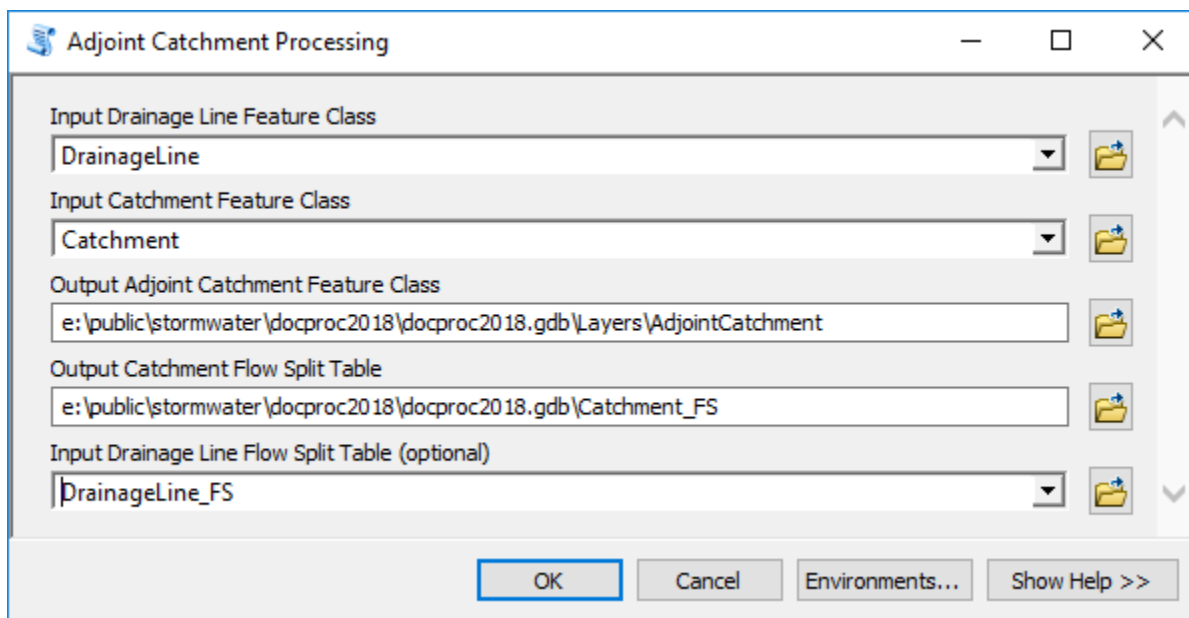 Adjoint Catchment Processing
Input Drainage Line Feature Class
DrainageLine
Input Catchment Feature Class
Catchment
Output Adjoint Catchment Feature Class
e:\public\stormwater\docproc2018\docproc2018.gdb\Layers\AdjointCatchment
Output Catchment Flow Split Table
e:\public\stormwater\docproc2018\docproc2018.gdb\Catchment_FS
Input Drainage Line Flow Split Table (optional)
DrainageLine_FS
OK Cancel Environments... Show Help >>